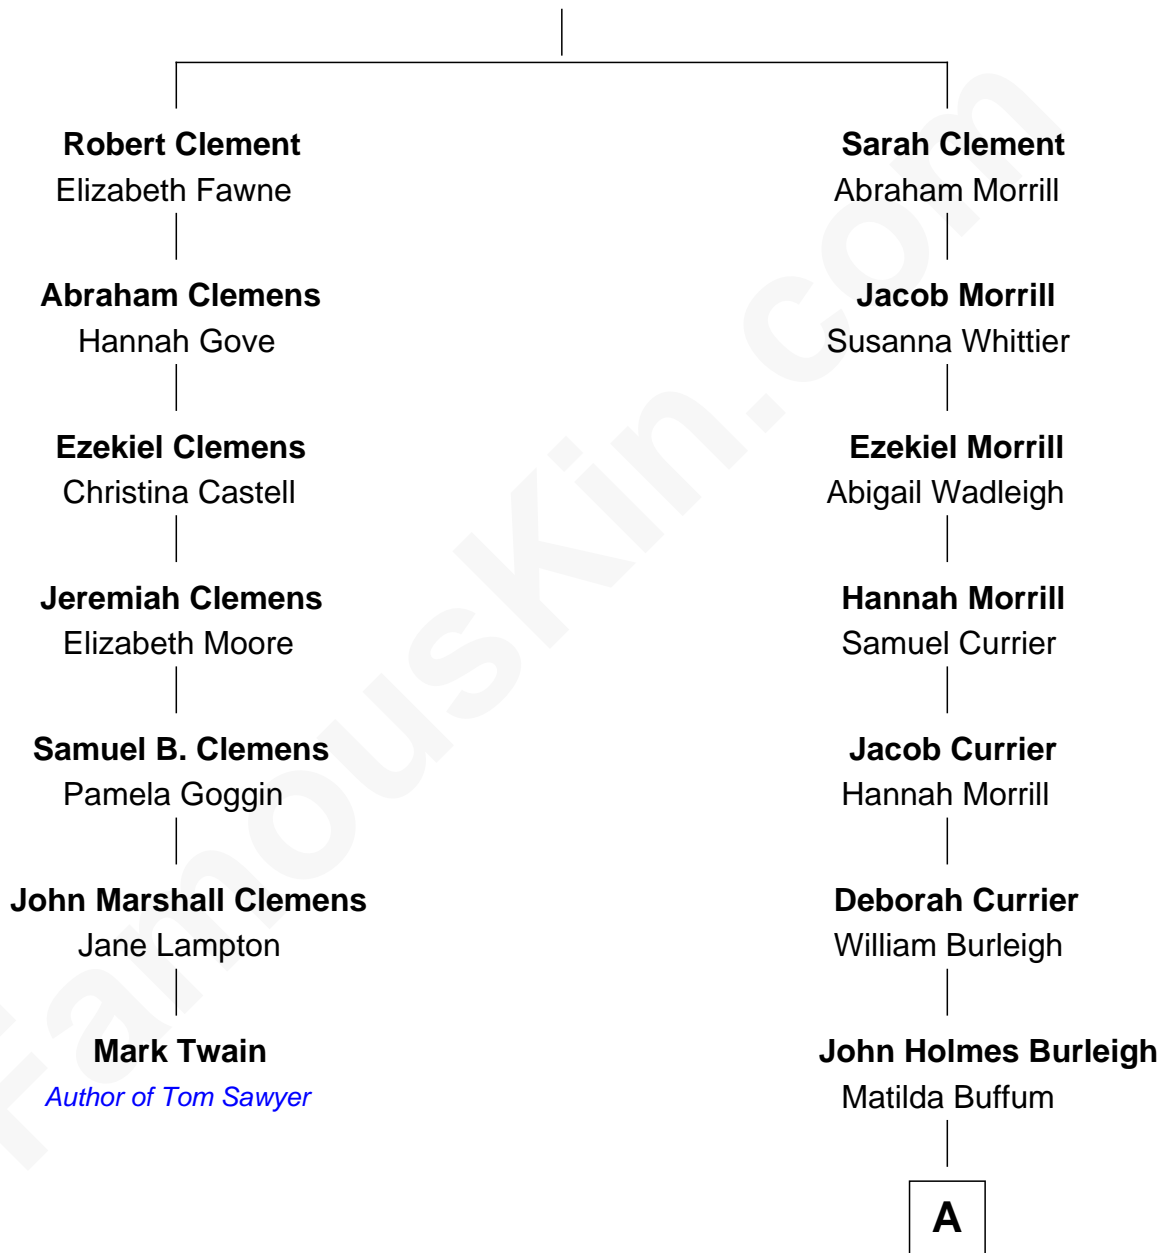 Robert Clement
Elizabeth Fawne
Sarah Clement
Abraham Morrill
Abraham Clemens
Hannah Gove
Jacob Morrill
Susanna Whittier
Ezekiel Clemens
Christina Castell
Ezekiel Morrill
Abigail Wadleigh
Jeremiah Clemens
Elizabeth Moore
Hannah Morrill
Samuel Currier
Samuel B. Clemens
Pamela Goggin
Jacob Currier
Hannah Morrill
John Marshall Clemens
Jane Lampton
Deborah Currier
William Burleigh
Mark Twain
Author of Tom Sawyer
John Holmes Burleigh
Matilda Buffum
A
FamousKin.com